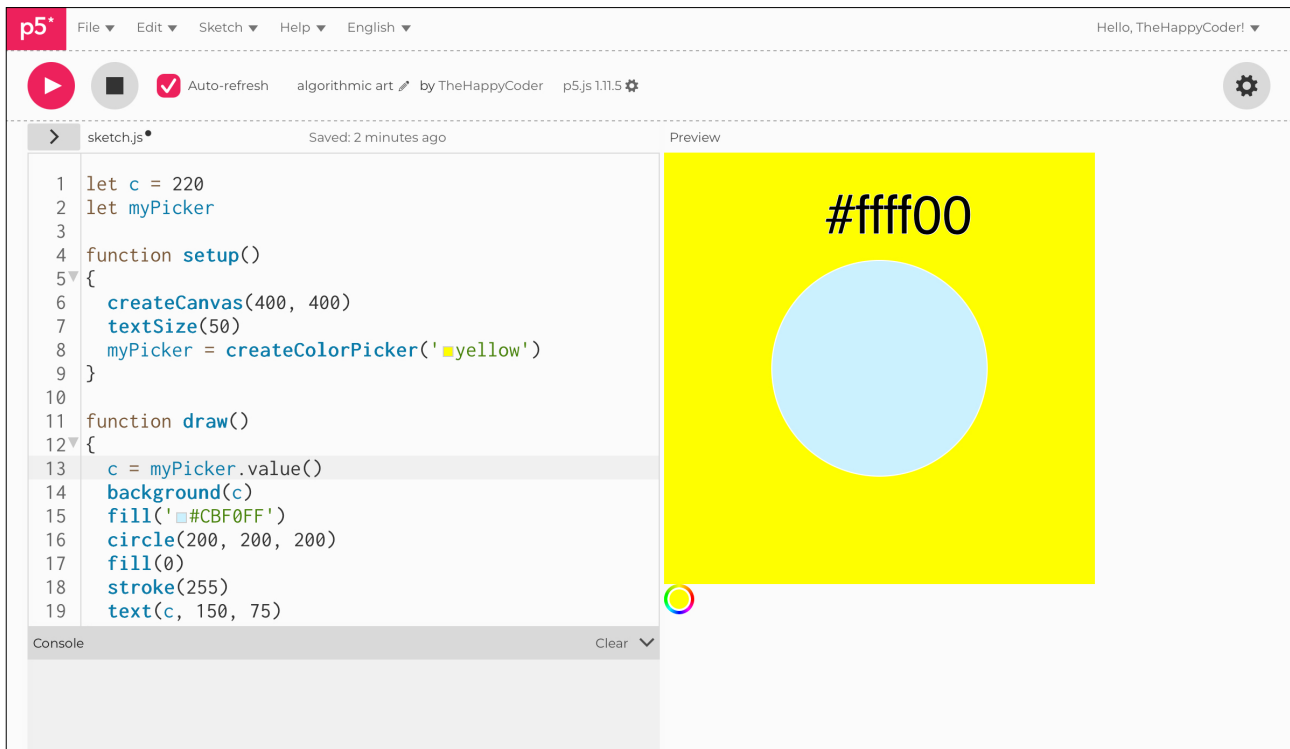 p5* File Edit Sketch Help English Hello, TheHappyCoder!
Auto-refresh algorithmic art by TheHappyCoder p5.js 1.11.5
sketch.js Saved: 2 minutes ago Preview
1 let c = 220
2 let myPicker
3
4 function setup()
5 {
6 createCanvas(400, 400)
7 textSize(50)
8 myPicker = createColorPicker('yellow')
9 }
10
11 function draw()
12 {
13 c = myPicker.value()
14 background(c)
15 fill('#CBF0FF')
16 circle(200, 200, 200)
17 fill(0)
18 stroke(255)
19 text(c, 150, 75)
#ffff00
Console Clear